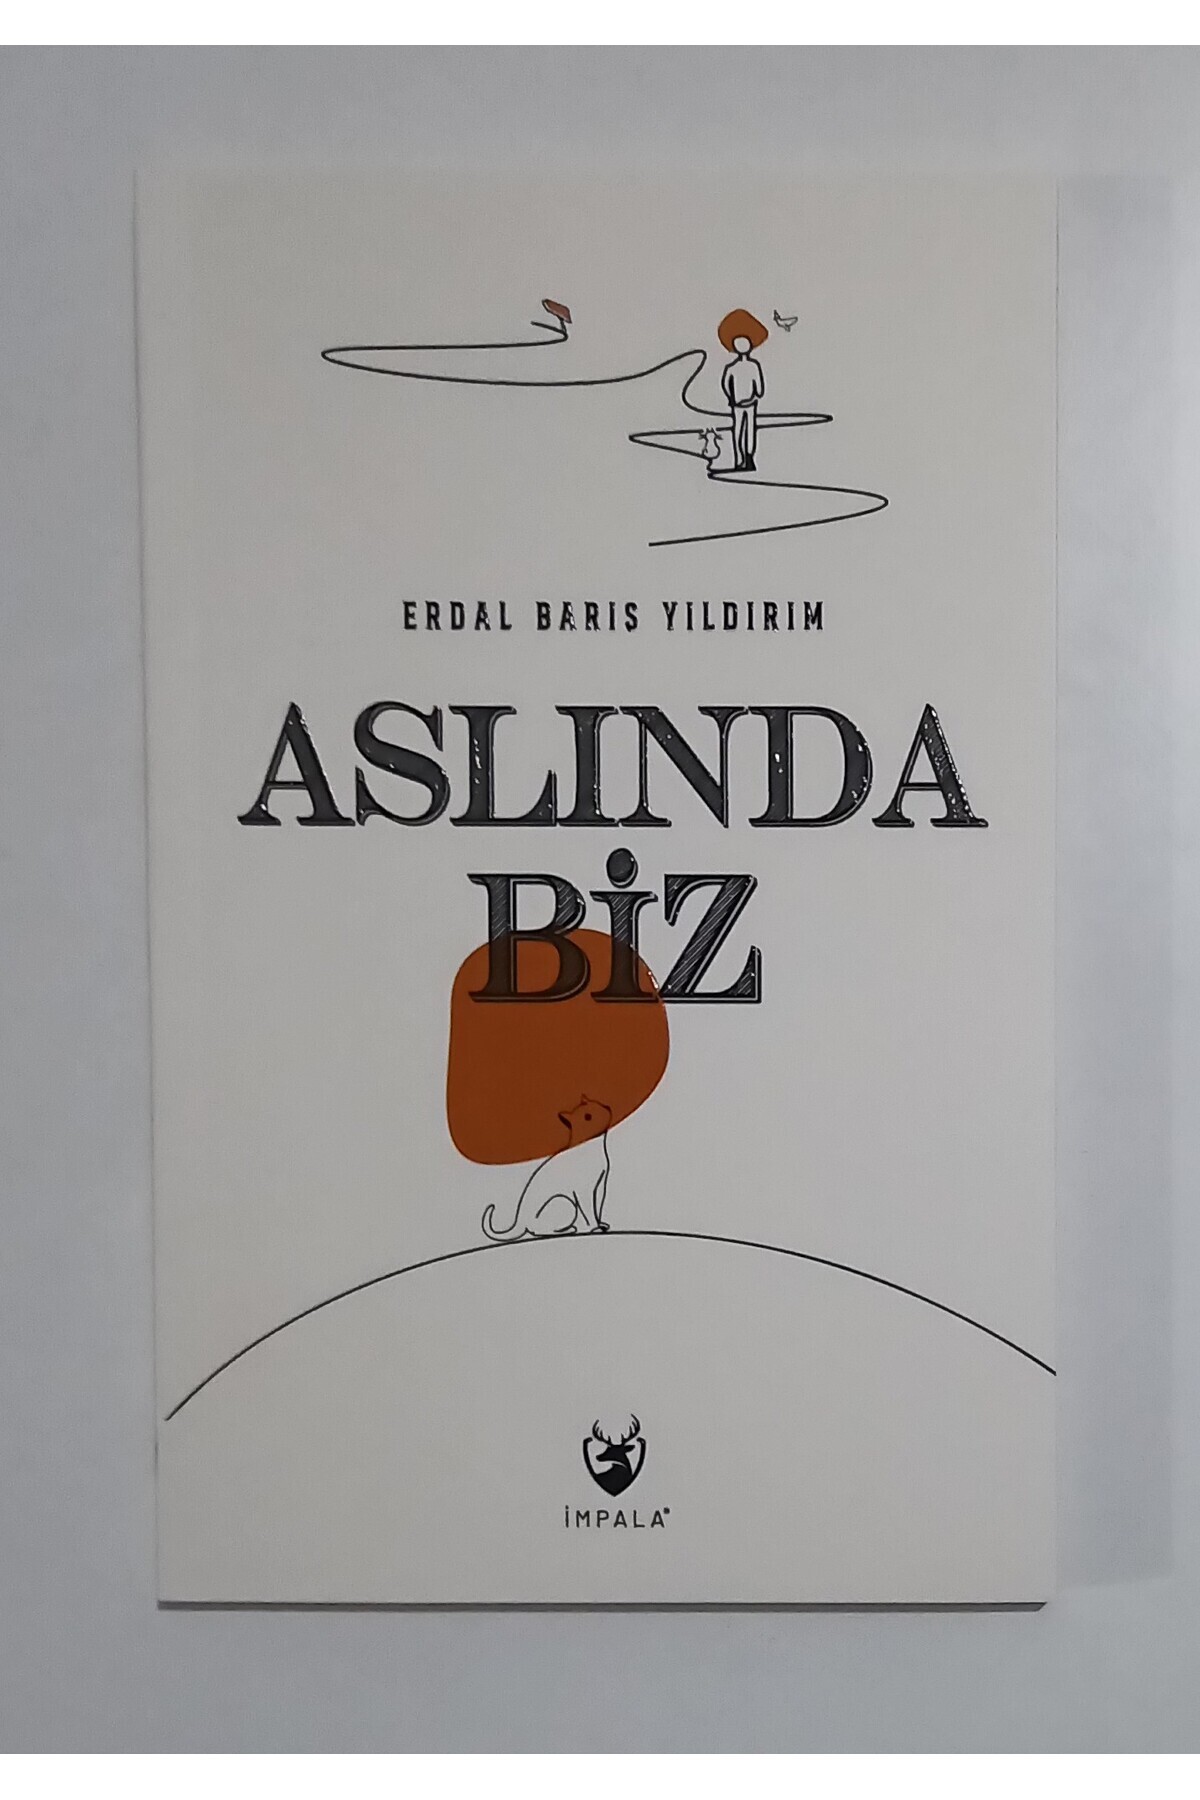 ERDAL BARIŞ YILDIRIM
ASLINDA
BİZ
İMPALA®